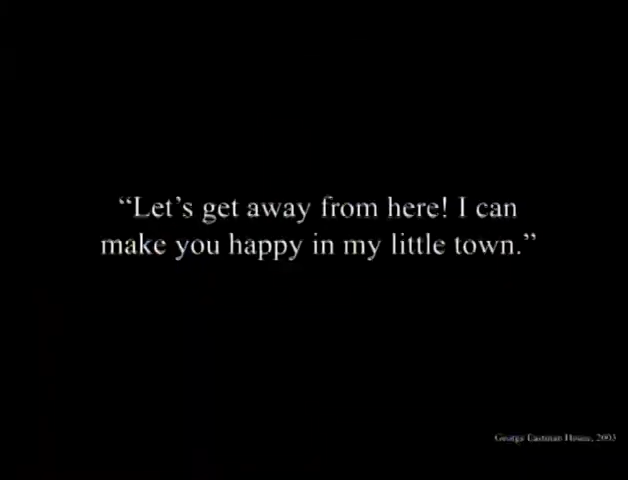 “Let’s get away from here! I can
make you happy in my little town.”
George Eastman House, 2003